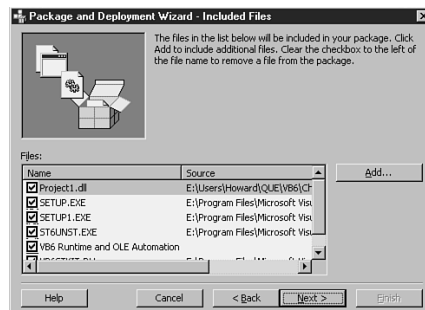 Package and Deployment Wizard - Included Files
The files in the list below will be included in
your package. Click
Add to include additional files. Clear the checkbox to the left of
the file name to remove a file from the package.
Files:
Name Source
Project1.dll E:\Users\Howard\QUE\VB6\Ch
SETUP.EXE E:\Program Files\Microsoft Visu
SETUP1.EXE E:\Program Files\Microsoft Visu
ST6UNST.EXE E:\Program Files\Microsoft Visu
VB6 Runtime and OLE Automation
Add...
Help Cancel < Back Next > Finish